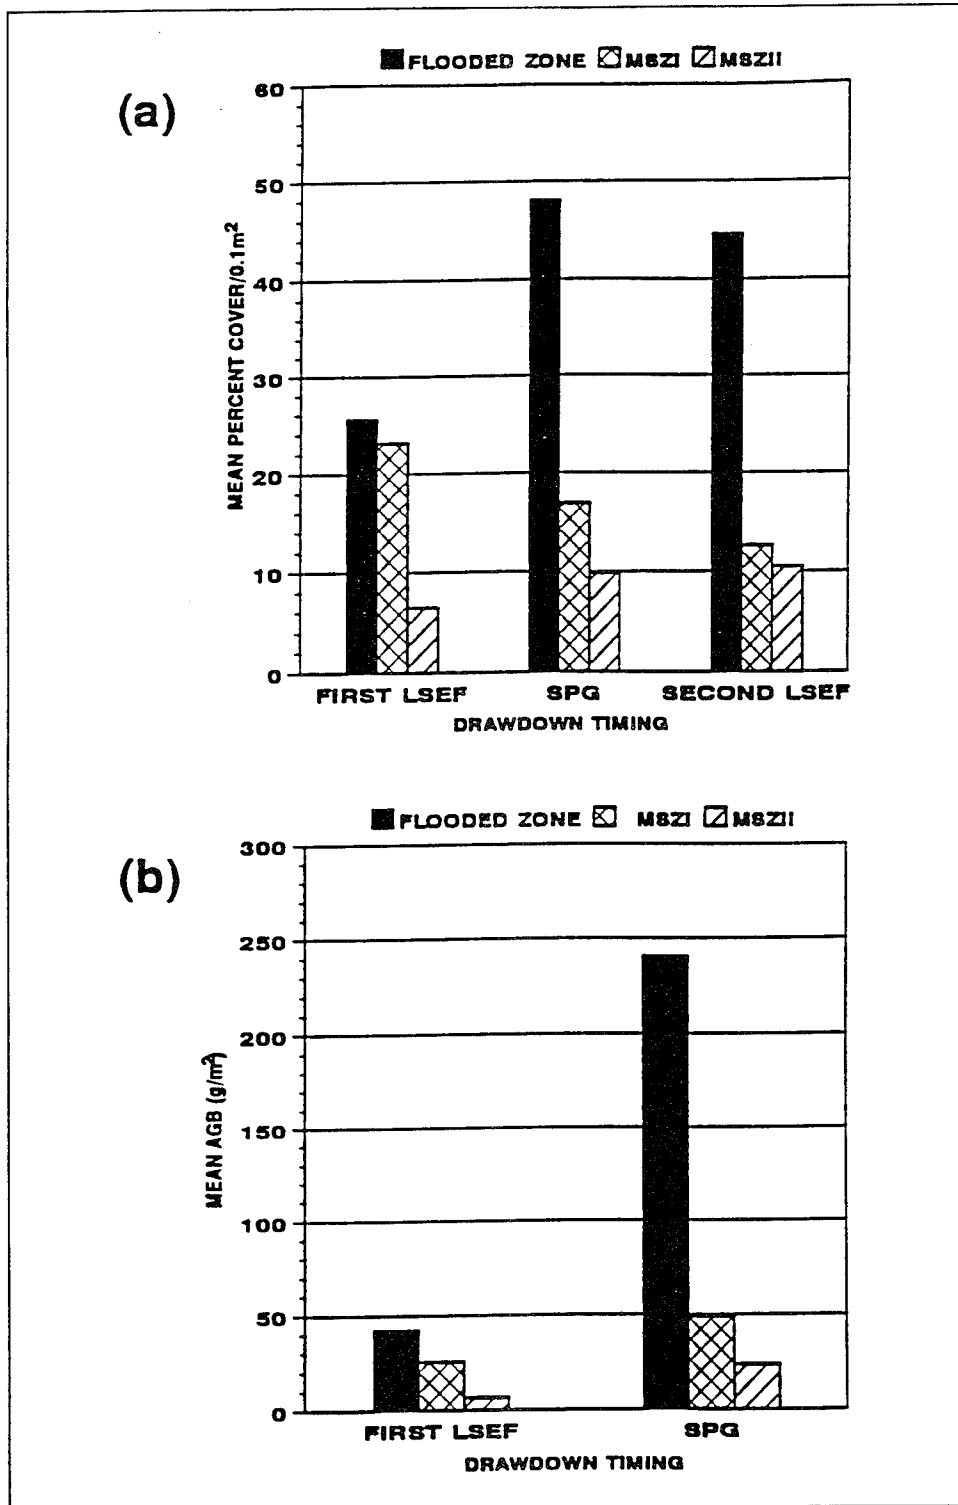 FLOODED ZONE MSZI MSZII
(a)
60
50
40
30
20
10
0
MEAN PERCENT COVER/0.1m²
FIRST LSEF SPG SECOND LSEF
DRAWDOWN TIMING
FLOODED ZONE MSZI MSZII
(b)
300
250
200
150
100
50
0
MEAN AGB (g/m²)
FIRST LSEF SPG
DRAWDOWN TIMING